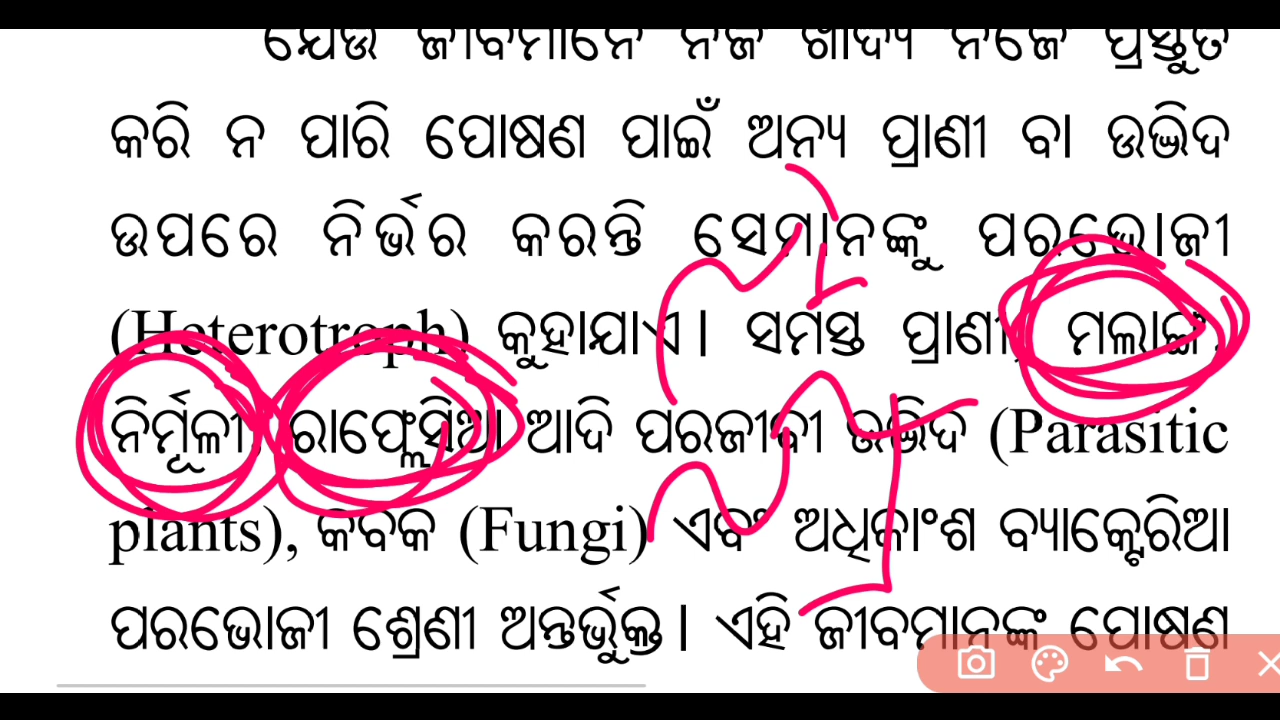 ଯେଉଁ ଜୀବମାନେ ନିଜ ଖାଦ୍ୟ ନିଜେ ପ୍ରସ୍ତୁତ
କରି ନ ପାରି ପୋଷଣ ପାଇଁ ଅନ୍ୟ ପ୍ରାଣୀ ବା ଉଦ୍ଭିଦ
ଉପରେ ନିର୍ଭର କରନ୍ତି ସେମାନଙ୍କୁ ପରଭୋଜୀ
(Heterotroph) କୁହାଯାଏ। ସମସ୍ତ ପ୍ରାଣୀ, ମଲାଙ୍ଗ,
ନିର୍ମୂଳୀ, ରାଫ୍ଲେସିଆ ଆଦି ପରଜୀବୀ ଉଦ୍ଭିଦ (Parasitic
plants), କବକ (Fungi) ଏବଂ ଅଧିକାଂଶ ବ୍ୟାକ୍ଟେରିଆ
ପରଭୋଜୀ ଶ୍ରେଣୀ ଅନ୍ତର୍ଭୁକ୍ତ। ଏହି ଜୀବମାନଙ୍କ ପୋଷଣ